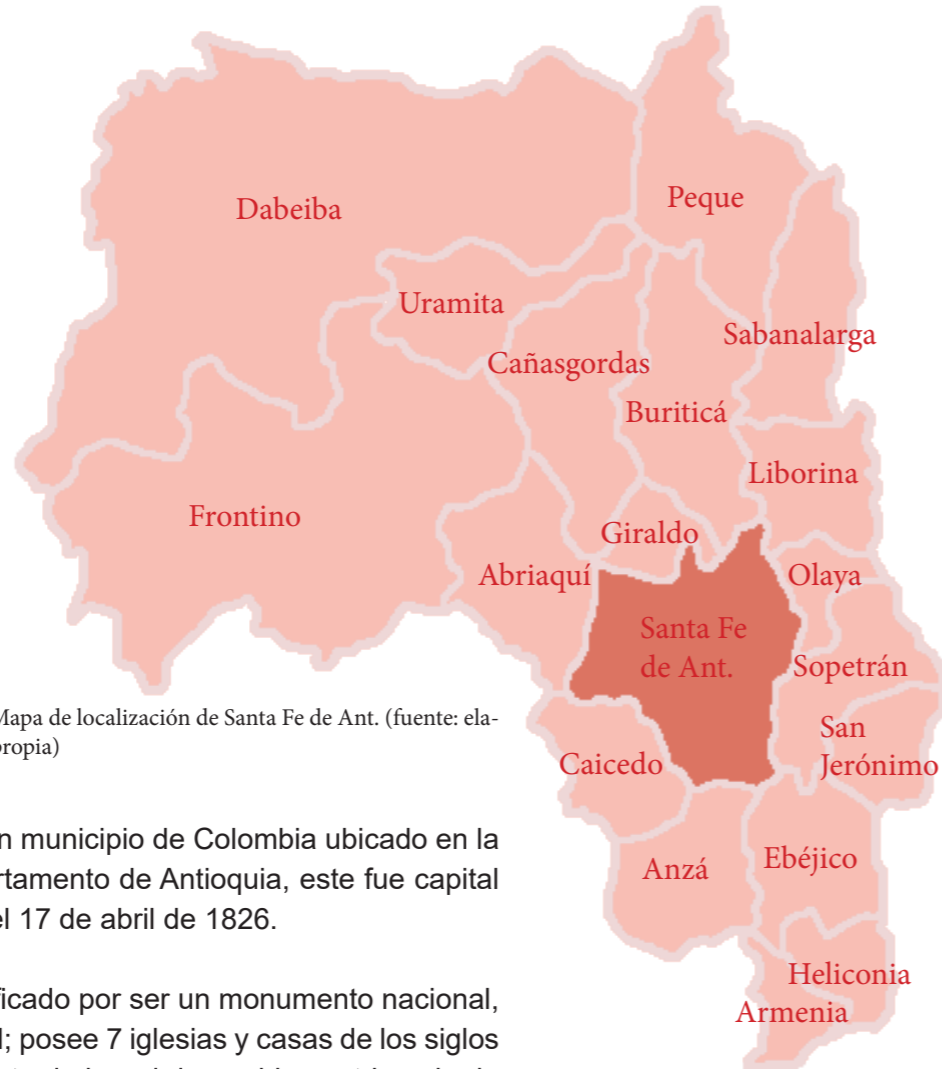 Peque
Dabeiba
Uramita
Sabanalarga
Cañasgordas
Buriticá
Liborina
Frontino
Giraldo
Abriaquí
Olaya
Santa Fe
de Ant.
Sopetrán
San
Jerónimo
Caicedo
Anzá
Ebéjico
Heliconia
Armenia
Mapa de localización de Santa Fe de Ant. (fuente: ela-
propia)
n municipio de Colombia ubicado en la
rtamento de Antioquia, este fue capital
el 17 de abril de 1826.
ficado por ser un monumento nacional,
l; posee 7 iglesias y casas de los siglos